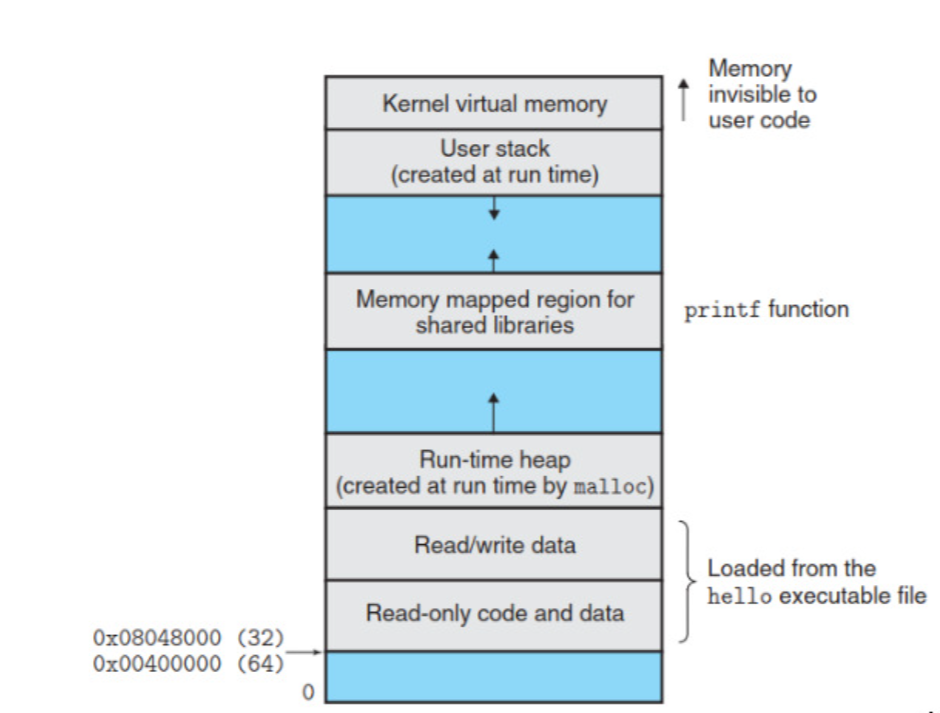 Memory
invisible to
user code
Kernel virtual memory
User stack
(created at run time)
Memory mapped region for
shared libraries
printf function
Run-time heap
(created at run time by malloc)
Read/write data
Loaded from the
hello executable file
Read-only code and data
0x08048000 (32)
0x00400000 (64)
0